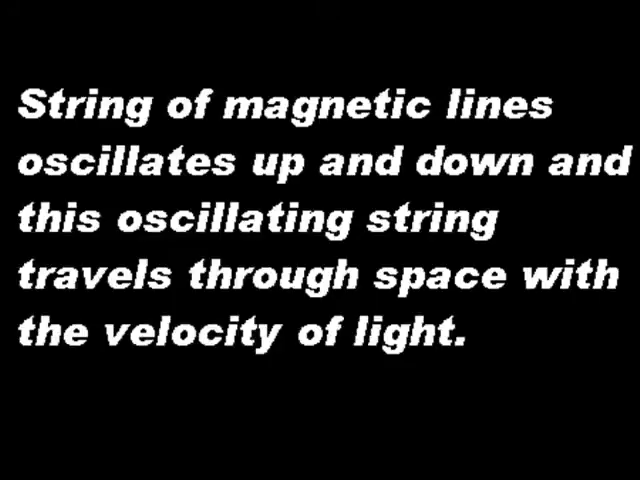 String of magnetic lines
oscillates up and down and
this oscillating string
travels through space with
the velocity of light.